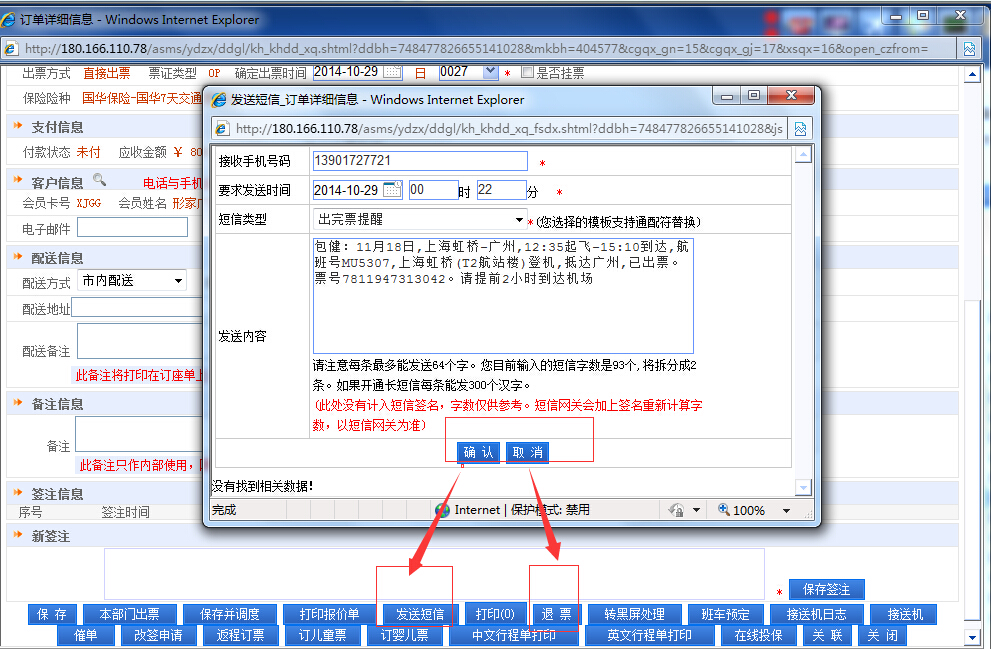 订单详细信息 - Windows Internet Explorer
http://180.166.110.78/asms/ydzx/ddgl/kh_khdd_xq.shtml?ddbh=748477826655141028&mkbh=404577&cgqx_gn=15&cgqx_gj=17&xsqx=16&open_czfrom=
出票方式 直接出票 票证类型 OP 确定出票时间 2014-10-29 日 0027 * 是否挂票
保险险种 国华保险-国华7天交通
支付信息
付款状态 未付 应收金额 ¥ 80
客户信息 电话与手机
会员卡号 XJGG 会员姓名 形家广
电子邮件
配送信息
配送方式 市内配送
配送地址
配送备注
此备注将打印在订座单上
备注信息
备注
此备注只作内部使用，
签注信息
序号 签注时间
新签注
* 保存签注
保 存 本部门出票 保存并调度 打印报价单 发送短信 打印(O) 退 票 转黑屏处理 班车预定 接送机日志 接送机
催单 改签申请 返程订票 订儿童票 订婴儿票 中文行程单打印 英文行程单打印 在线投保 关 联 关 闭
发送短信_订单详细信息 - Windows Internet Explorer
http://180.166.110.78/asms/ydzx/ddgl/kh_khdd_xq_fsdx.shtml?ddbh=748477826655141028&js
接收手机号码 13901727721 *
要求发送时间 2014-10-29 00 时 22 分 *
短信类型 出完票提醒 *(您选择的模板支持通配符替换)
发送内容
包健: 11月18日,上海虹桥-广州,12:35起飞-15:10到达,航
班号MU5307,上海虹桥(T2航站楼)登机,抵达广州,已出票。
票号7811947313042。请提前2小时到达机场
请注意每条最多能发送64个字。您目前输入的短信字数是93个,将拆分成2
条。如果开通长短信每条能发300个汉字。
(此处没有计入短信签名，字数仅供参考。短信网关会加上签名重新计算字
数，以短信网关为准)
确 认 取 消
没有找到相关数据!
完成 Internet | 保护模式: 禁用 100%